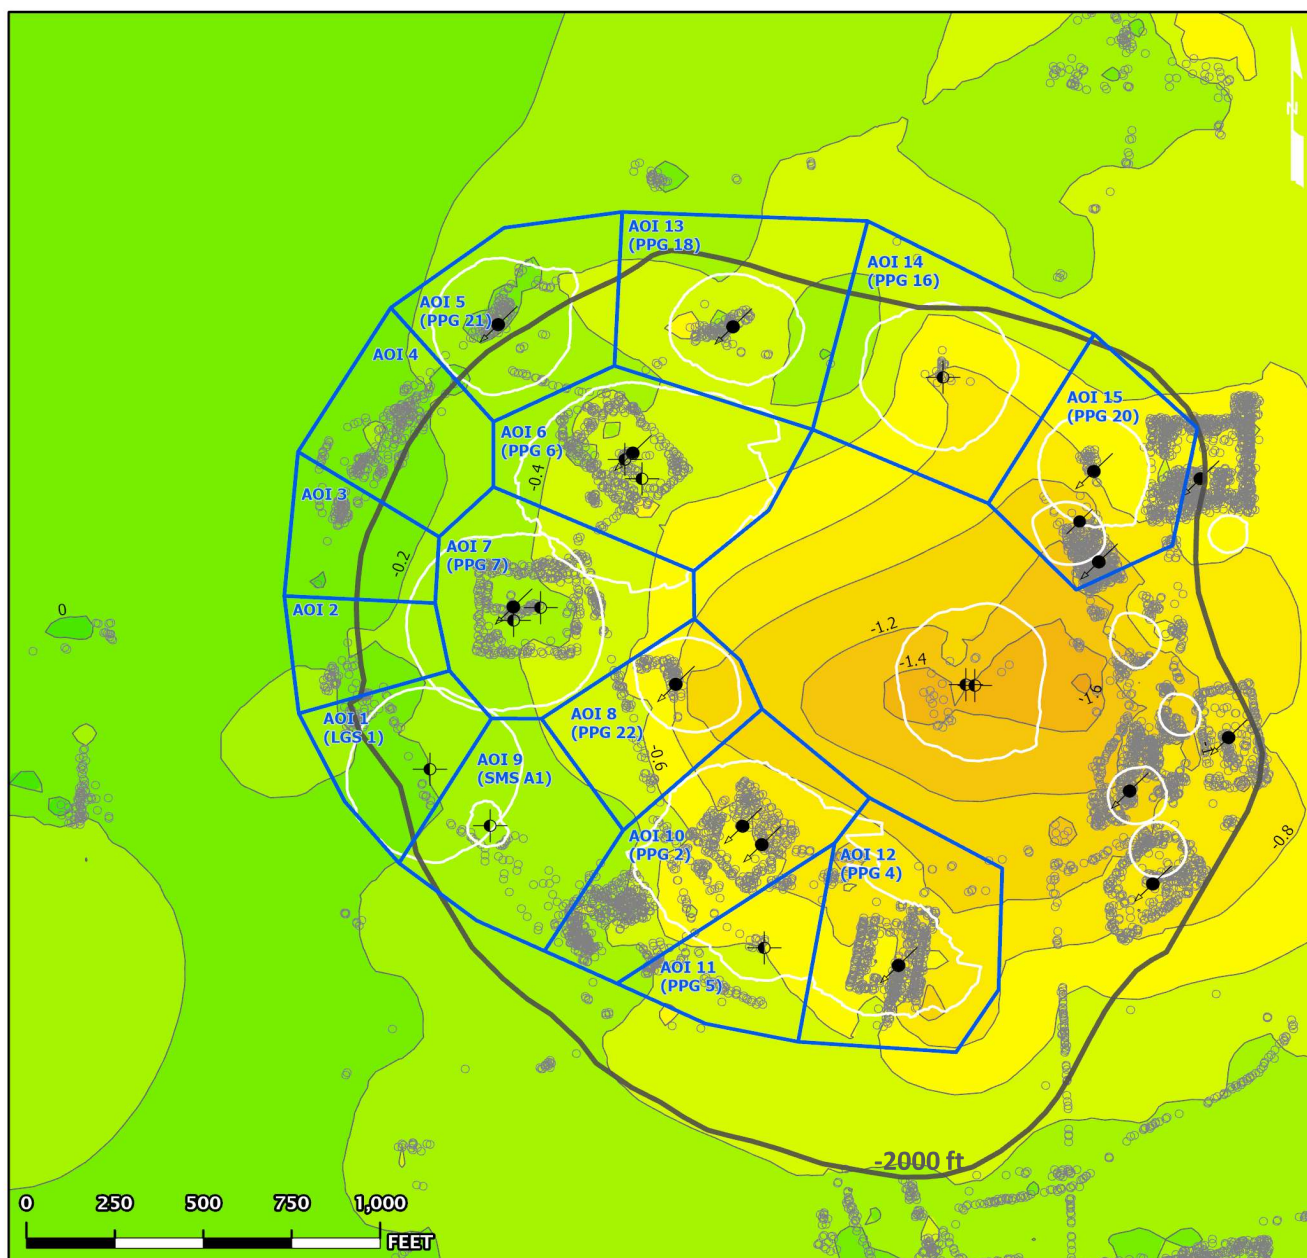 N
AOI 13
(PPG 18)
AOI 14
(PPG 16)
AOI 5
(PPG 21)
AOI 4
AOI 15
(PPG 20)
AOI 6
(PPG 6)
-0.4
AOI 3
AOI 7
(PPG 7)
-0.2
0
AOI 2
-1.2
-1.4
-1.6
AOI 1
(LGS 1)
AOI 8
(PPG 22)
-1
-0.6
AOI 9
(SMS A1)
AOI 10
(PPG 2)
AOI 12
(PPG 4)
-0.8
AOI 11
(PPG 5)
-2000 ft
0 250 500 750 1,000
FEET